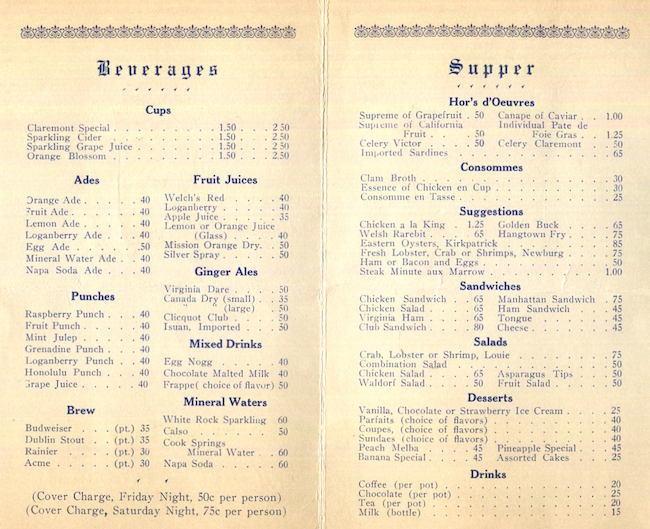 Beverages
Cups
Claremont Special . . . . . . . . . 1.50 . . . 2.50
Sparkling Cider . . . . . . . . . 1.50 . . . 2.50
Sparkling Grape Juice . . . . . . . 1.50 . . . 2.50
Orange Blossom . . . . . . . . . 1.50 . . . 2.50
Ades
Orange Ade . . . . 40
Fruit Ade . . . . . 40
Lemon Ade . . . . 40
Loganberry Ade . . . 40
Egg Ade . . . . .50
Mineral Water Ade . . 40
Napa Soda Ade . . . 40
Punches
Raspberry Punch . . . 40
Fruit Punch . . . . 40
Mint Julep . . . . 40
Grenadine Punch . . . 40
Loganberry Punch . . 40
Honolulu Punch . . . 40
Grape Juice . . . . . 40
Brew
Budweiser . . . (pt.) 35
Dublin Stout . . (pt.) 35
Rainier . . . . (pt.) 30
Acme . . . . . (pt.) 30
Fruit Juices
Welch's Red . . . . 40
Loganberry . . . . . 40
Apple Juice . . . . 35
Lemon or Orange Juice
(Glass) . . . . . 40
Mission Orange Dry. . . 50
Silver Spray . . . . . 50
Ginger Ales
Virginia Dare . . . . 50
Canada Dry (small) . . . 35
" " (large) . . . 50
Clicquot Club . . . . 50
Isuan, Imported . . . . 50
Mixed Drinks
Egg Nogg . . . . . 40
Chocolate Malted Milk . 40
Frappe( choice of flavor) 50
Mineral Waters
White Rock Sparkling 60
Calso . . . . . . 50
Cook Springs
Mineral Water . . 60
Napa Soda . . . . . 60
(Cover Charge, Friday Night, 50c per person)
(Cover Charge, Saturday Night, 75c per person)
Supper
Hor's d'Oeuvres
Supreme of Grapefruit . 50 Canape of Caviar . . 1.00
Supreme of California Individual Pate de
Fruit . . . . . 50 Foie Gras . . . 1.25
Celery Victor . . . . 50 Celery Claremont . . 50
Imported Sardines . . . . . . . . . . . 65
Consommes
Clam Broth . . . . . . . . . . . . . 30
Essence of Chicken en Cup . . . . . . . . . 30
Consomme en Tasse . . . . . . . . . . . 25
Suggestions
Chicken a la King . 1.25 Golden Buck . . . . 65
Welsh Rarebit . . . 65 Hangtown Fry . . . . 75
Eastern Oysters, Kirkpatrick . . . . . . . . 85
Fresh Lobster, Crab or Shrimps, Newburg . . . . . 75
Ham or Bacon and Eggs . . . . . . . . . 50
Steak Minute aux Marrow . . . . . . . . . 1.00
Sandwiches
Chicken Sandwich . . 65 Manhattan Sandwich . 75
Chicken Salad . . . 65 Ham Sandwich . . . 45
Virginia Ham . . . . 65 Tongue . . . . . 45
Club Sandwich . . . 80 Cheese . . . . . . 45
Salads
Crab, Lobster or Shrimp, Louie . . . . . . . 75
Combination Salad . . . . . . . . . . . 50
Chicken Salad . . . . 65 Asparagus Tips . . . 50
Waldorf Salad . . . 50 Fruit Salad . . . . 50
Desserts
Vanilla, Chocolate or Strawberry Ice Cream . . . . 25
Parfaits (choice of flavors) . . . . . . . . 40
Coupes, (choice of flavors) . . . . . . . . 40
Sundaes (choice of flavors) . . . . . . . . 40
Peach Melba . . . . 45 Pineapple Special . . 45
Banana Special . . . 45 Assorted Cakes . . . 25
Drinks
Coffee (per pot) . . . . . . . . . . . 20
Chocolate (per pot) . . . . . . . . . . 25
Tea (per pot) . . . . . . . . . . . . 20
Milk (bottle) . . . . . . . . . . . . 15